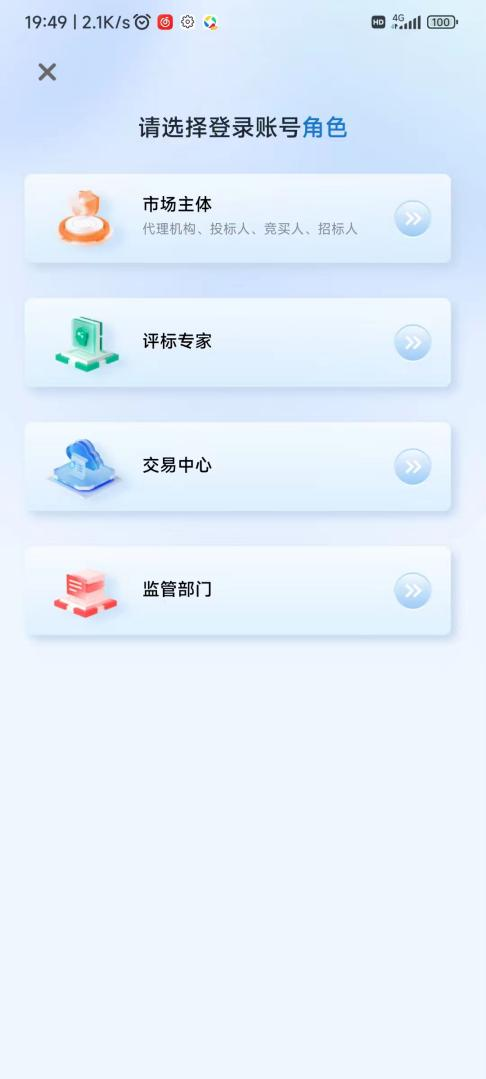 19:49 | 2.1K/s
HD 4G 100
请选择登录账号角色
市场主体
代理机构、投标人、竞买人、招标人
评标专家
交易中心
监管部门